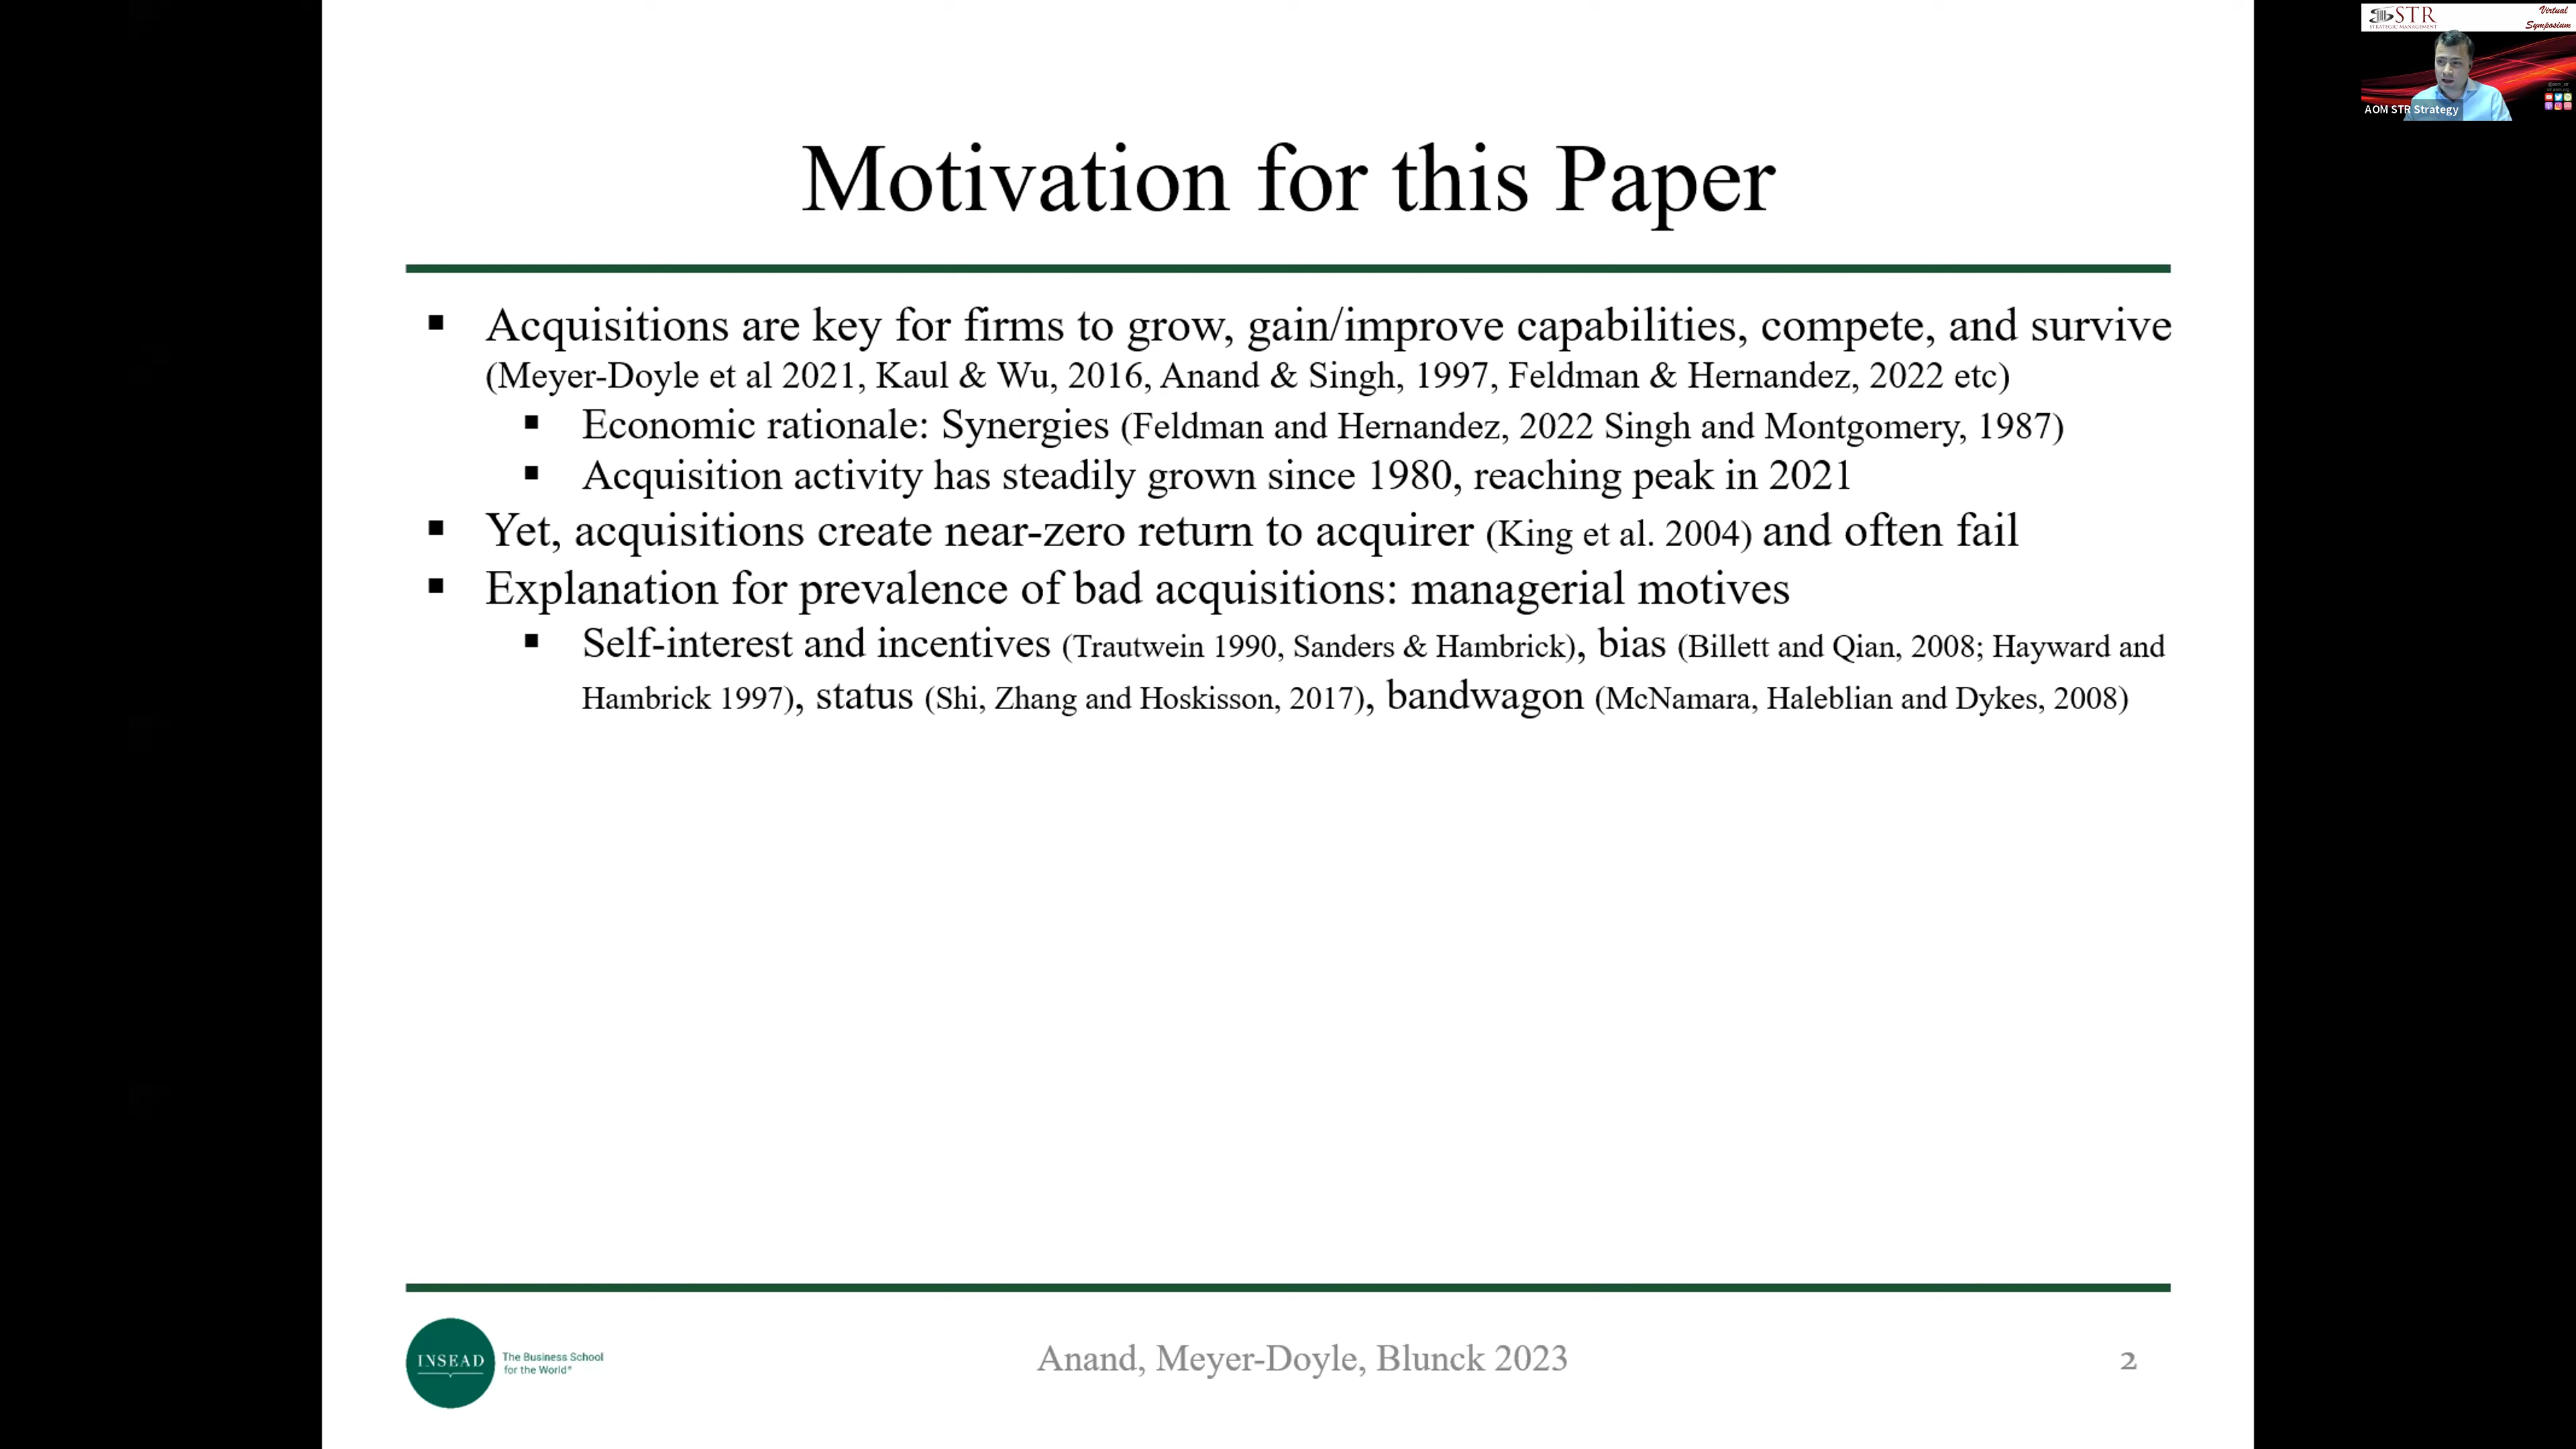 Motivation for this Paper
▪ Acquisitions are key for firms to grow, gain/improve capabilities, compete, and survive
(Meyer-Doyle et al 2021, Kaul & Wu, 2016, Anand & Singh, 1997, Feldman & Hernandez, 2022 etc)
▪ Economic rationale: Synergies (Feldman and Hernandez, 2022 Singh and Montgomery, 1987)
▪ Acquisition activity has steadily grown since 1980, reaching peak in 2021
▪ Yet, acquisitions create near-zero return to acquirer (King et al. 2004) and often fail
▪ Explanation for prevalence of bad acquisitions: managerial motives
▪ Self-interest and incentives (Trautwein 1990, Sanders & Hambrick), bias (Billett and Qian, 2008; Hayward and
Hambrick 1997), status (Shi, Zhang and Hoskisson, 2017), bandwagon (McNamara, Haleblian and Dykes, 2008)
INSEAD
The Business School
for the World®
Anand, Meyer-Doyle, Blunck 2023
2
STR
STRATEGIC MANAGEMENT
Virtual
Symposium
AOM STR Strategy